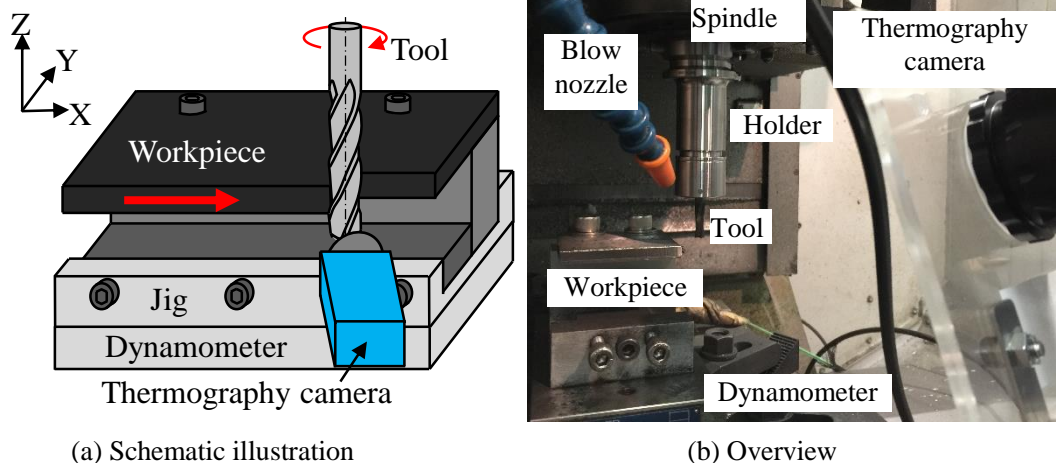 Z
Y
X
Tool
Workpiece
Jig
Dynamometer
Thermography camera
(a) Schematic illustration
Spindle
Blow
nozzle
Thermography
camera
Holder
Tool
Workpiece
Dynamometer
(b) Overview